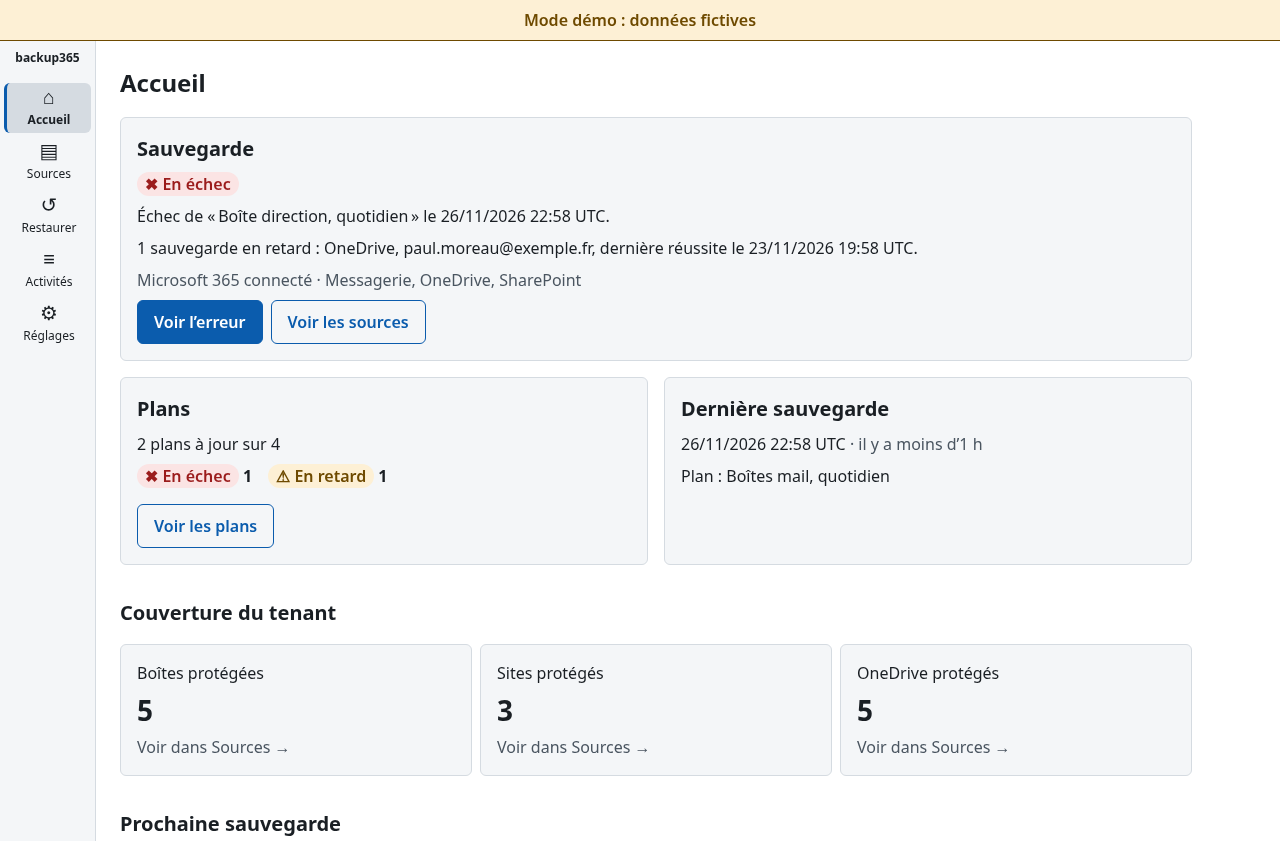 Mode démo : données fictives
backup365
Accueil
Sources
Restaurer
Activités
Réglages
Accueil
Sauvegarde
✖ En échec
Échec de « Boîte direction, quotidien » le 26/11/2026 22:58 UTC.
1 sauvegarde en retard : OneDrive, paul.moreau@exemple.fr, dernière réussite le 23/11/2026 19:58 UTC.
Microsoft 365 connecté · Messagerie, OneDrive, SharePoint
Voir l’erreur Voir les sources
Plans
2 plans à jour sur 4
✖ En échec 1 ⚠ En retard 1
Voir les plans
Dernière sauvegarde
26/11/2026 22:58 UTC · il y a moins d’1 h
Plan : Boîtes mail, quotidien
Couverture du tenant
Boîtes protégées
5
Voir dans Sources →
Sites protégés
3
Voir dans Sources →
OneDrive protégés
5
Voir dans Sources →
Prochaine sauvegarde